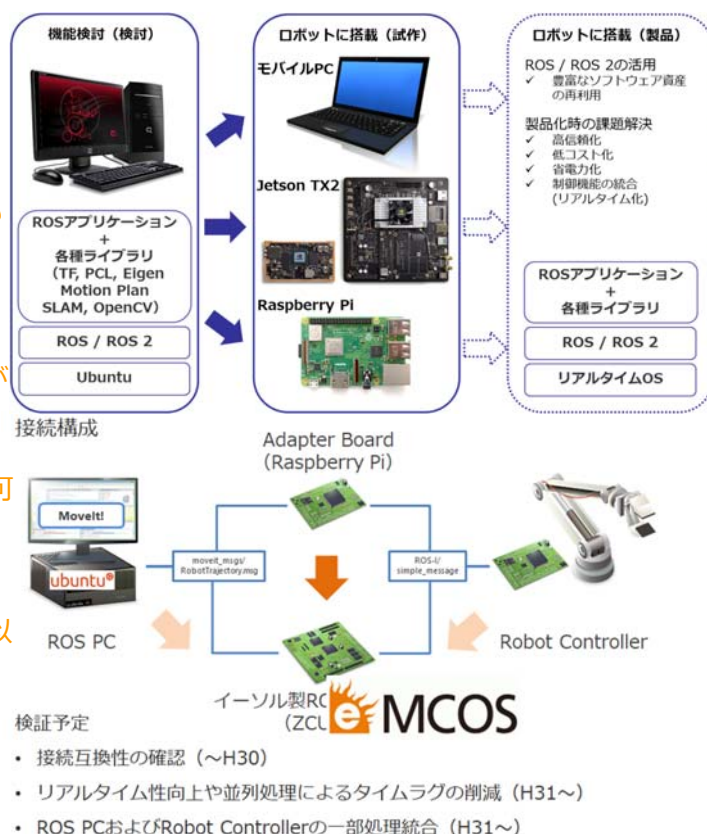 機能検討（検討）
ROSアプリケーション
+
各種ライブラリ
（TF, PCL, Eigen
Motion Plan
SLAM, OpenCV）
ROS / ROS 2
Ubuntu
ロボットに搭載（試作）
モバイルPC
Jetson TX2
Raspberry Pi
ロボットに搭載（製品）
ROS / ROS 2の活用
✓ 豊富なソフトウェア資産
の再利用
製品化時の課題解決
✓ 高信頼化
✓ 低コスト化
✓ 省電力化
✓ 制御機能の統合
(リアルタイム化)
ROSアプリケーション
+
各種ライブラリ
ROS / ROS 2
リアルタイムOS
が
可
以
接続構成
Adapter Board
(Raspberry Pi)
MoveIt!
ubuntu®
moveit_msgs/
RobotTrajectory.msg
ROS-I/
simple_message
ROS PC
Robot Controller
イーソル製RO
(ZCU
eMCOS
検証予定
• 接続互換性の確認（～H30）
• リアルタイム性向上や並列処理によるタイムラグの削減（H31～）
• ROS PCおよびRobot Controllerの一部処理統合（H31～）